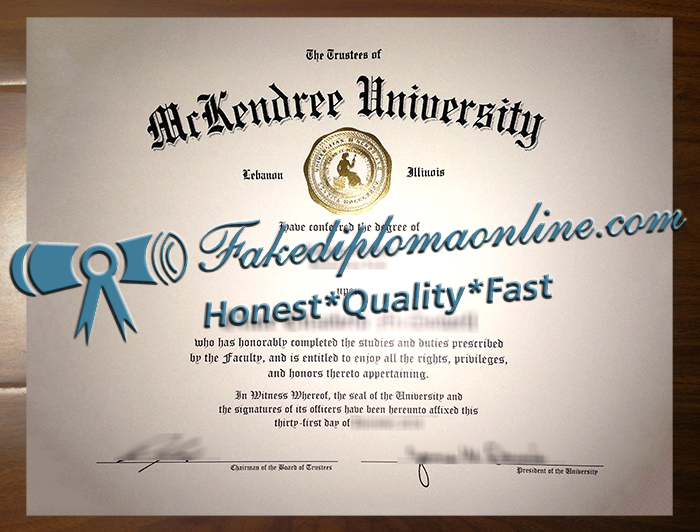 The Trustees of
McKendree University
Lebanon Illinois
Have conferred the degree of
Fakediplomaonline.com
upon
Honest*Quality*Fast
who has honorably completed the studies and duties prescribed
by the Faculty, and is entitled to enjoy all the rights, privileges,
and honors thereto appertaining.
In Witness Whereof, the seal of the University and
the signatures of its officers have been hereunto affixed this
thirty-first day of
Chairman of the Board of Trustees
President of the University